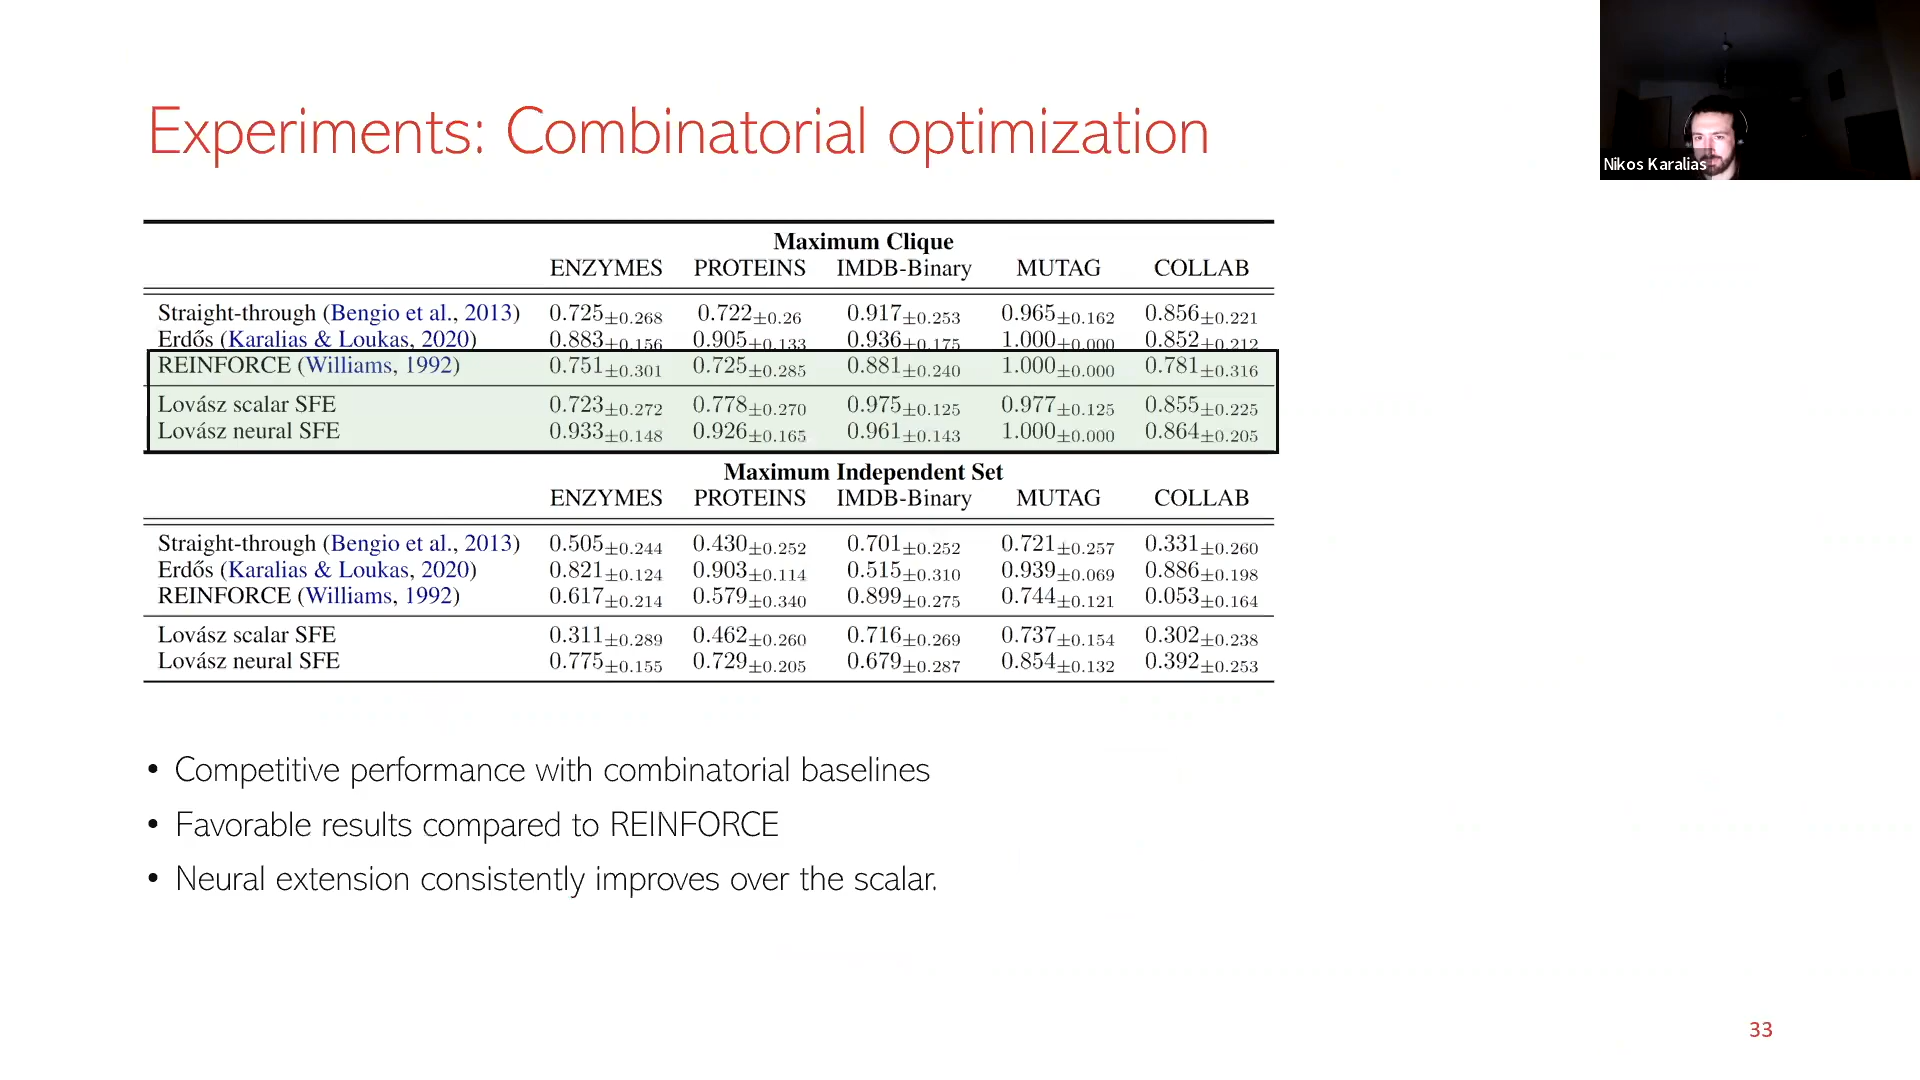 Experiments: Combinatorial optimization
Nikos Karalias
Maximum Clique
ENZYMES PROTEINS IMDB-Binary MUTAG COLLAB
Straight-through (Bengio et al., 2013) 0.725±0.268 0.722±0.26 0.917±0.253 0.965±0.162 0.856±0.221
Erdős (Karalias & Loukas, 2020) 0.883±0.156 0.905±0.133 0.936±0.175 1.000±0.000 0.852±0.212
REINFORCE (Williams, 1992) 0.751±0.301 0.725±0.285 0.881±0.240 1.000±0.000 0.781±0.316
Lovász scalar SFE 0.723±0.272 0.778±0.270 0.975±0.125 0.977±0.125 0.855±0.225
Lovász neural SFE 0.933±0.148 0.926±0.165 0.961±0.143 1.000±0.000 0.864±0.205
Maximum Independent Set
ENZYMES PROTEINS IMDB-Binary MUTAG COLLAB
Straight-through (Bengio et al., 2013) 0.505±0.244 0.430±0.252 0.701±0.252 0.721±0.257 0.331±0.260
Erdős (Karalias & Loukas, 2020) 0.821±0.124 0.903±0.114 0.515±0.310 0.939±0.069 0.886±0.198
REINFORCE (Williams, 1992) 0.617±0.214 0.579±0.340 0.899±0.275 0.744±0.121 0.053±0.164
Lovász scalar SFE 0.311±0.289 0.462±0.260 0.716±0.269 0.737±0.154 0.302±0.238
Lovász neural SFE 0.775±0.155 0.729±0.205 0.679±0.287 0.854±0.132 0.392±0.253
• Competitive performance with combinatorial baselines
• Favorable results compared to REINFORCE
• Neural extension consistently improves over the scalar.
33